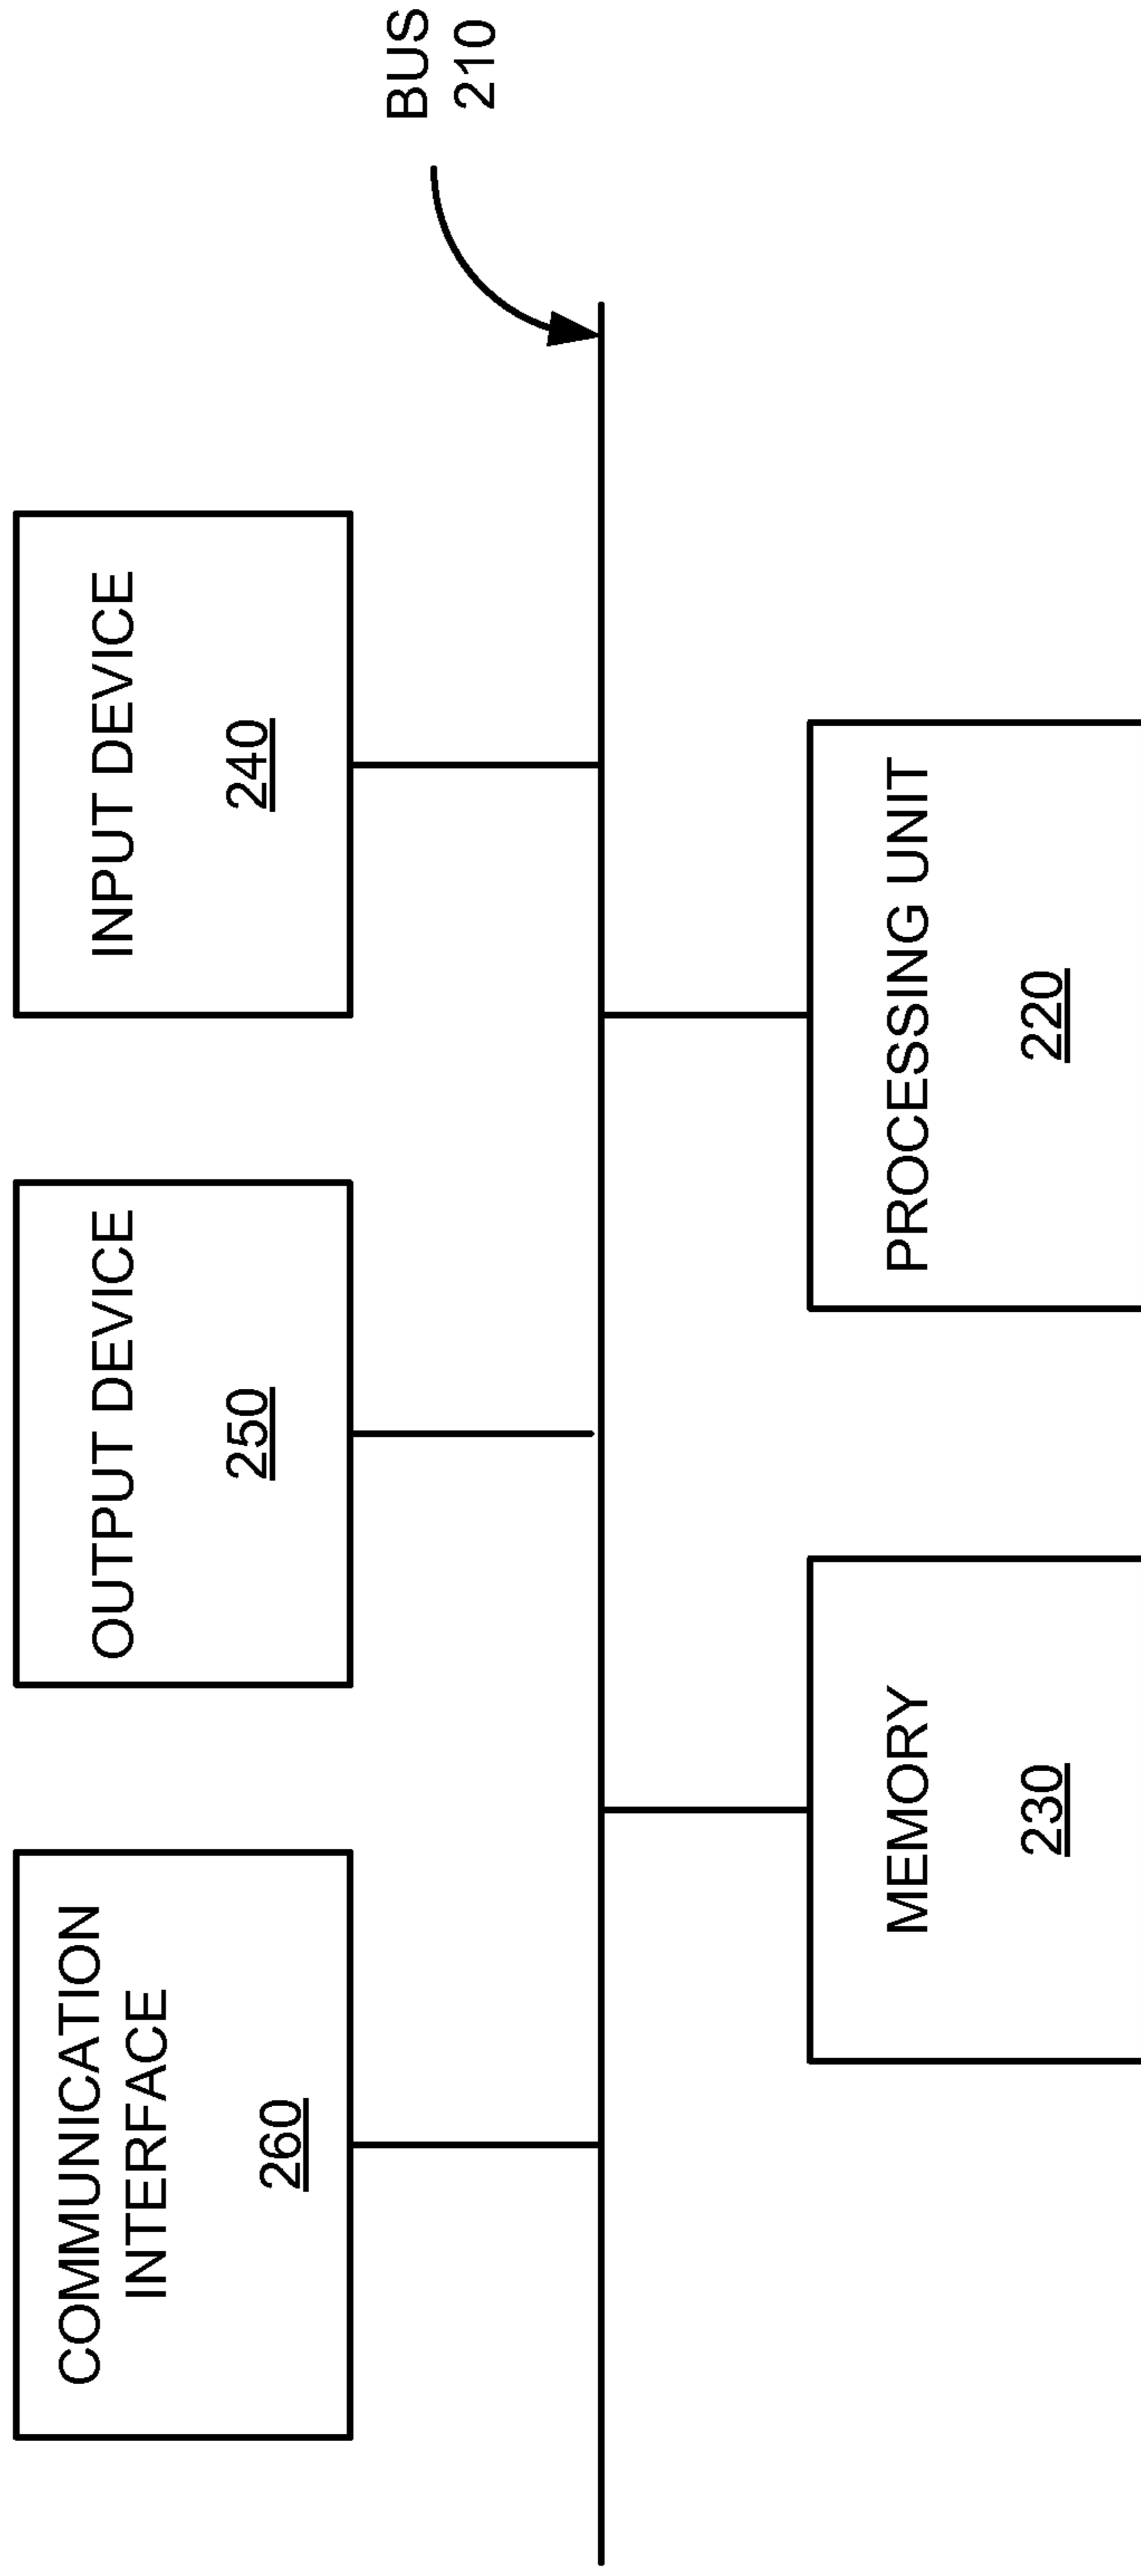 COMMUNICATION
INTERFACE
260
OUTPUT DEVICE
250
INPUT DEVICE
240
BUS
210
MEMORY
230
PROCESSING UNIT
220